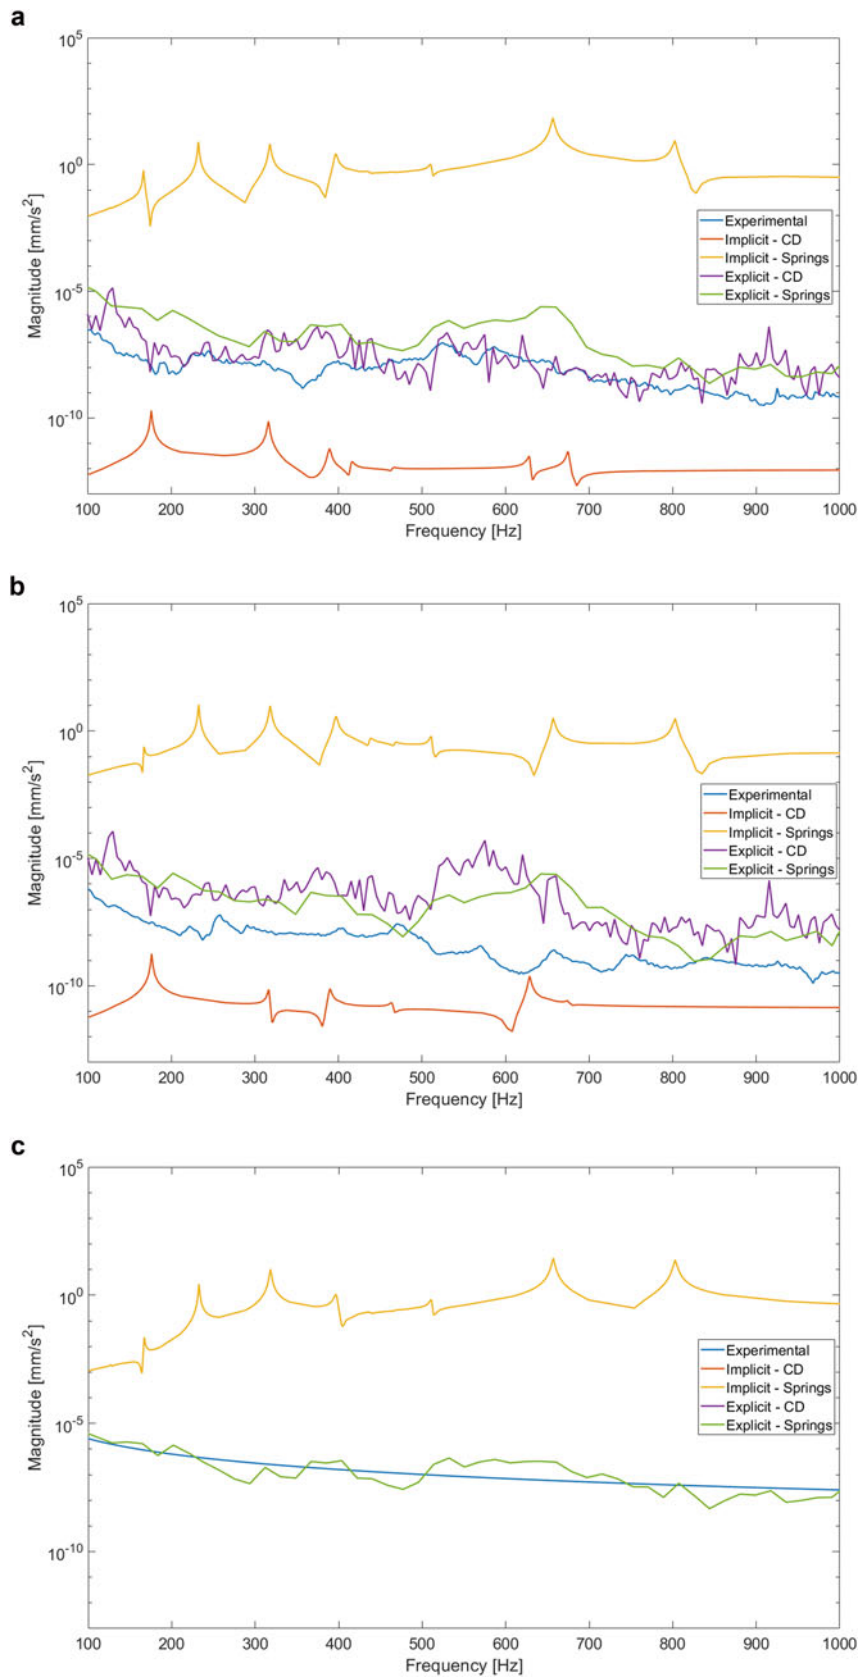 a
10^5
10^0
10^-5
10^-10
Magnitude [mm/s^2]
Experimental
Implicit - CD
Implicit - Springs
Explicit - CD
Explicit - Springs
100 200 300 400 500 600 700 800 900 1000
Frequency [Hz]
b
10^5
10^0
10^-5
10^-10
Magnitude [mm/s^2]
Experimental
Implicit - CD
Implicit - Springs
Explicit - CD
Explicit - Springs
100 200 300 400 500 600 700 800 900 1000
Frequency [Hz]
c
10^5
10^0
10^-5
10^-10
Magnitude [mm/s^2]
Experimental
Implicit - CD
Implicit - Springs
Explicit - CD
Explicit - Springs
100 200 300 400 500 600 700 800 900 1000
Frequency [Hz]